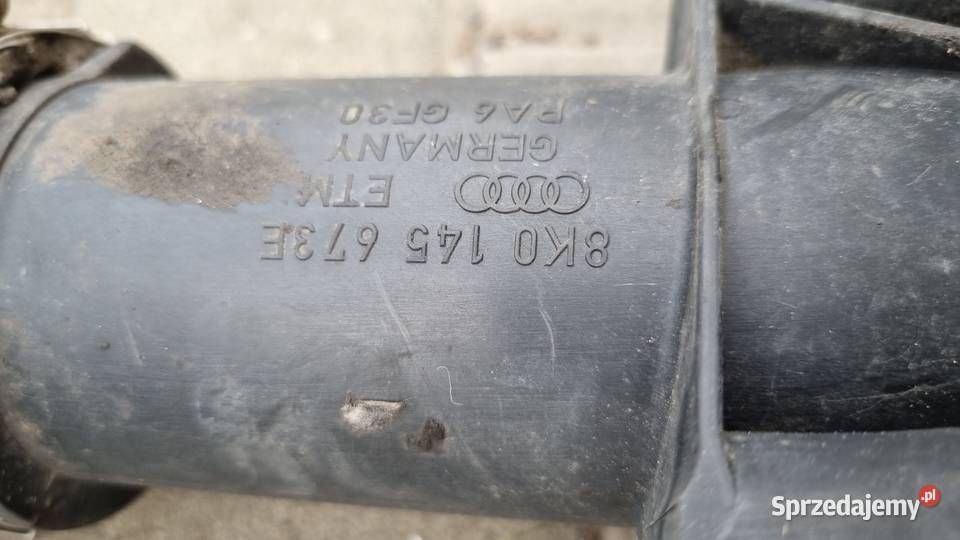 8K0 145 673E
ETM
GERMANY
PA6 GF30
Sprzedajemy.pl